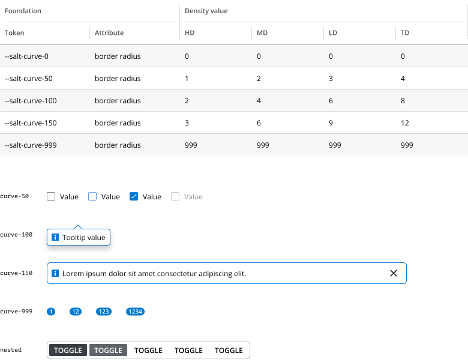 Foundation Density value
Token Attribute HD MD LD TD
--salt-curve-0 border radius 0 0 0 0
--salt-curve-50 border radius 1 2 3 4
--salt-curve-100 border radius 2 4 6 8
--salt-curve-150 border radius 3 6 9 12
--salt-curve-999 border radius 999 999 999 999
curve-50 Value Value Value Value
curve-100 Tooltip value
curve-150 Lorem ipsum dolor sit amet consectetur adipiscing elit.
curve-999 1 12 123 1234
nested TOGGLE TOGGLE TOGGLE TOGGLE TOGGLE